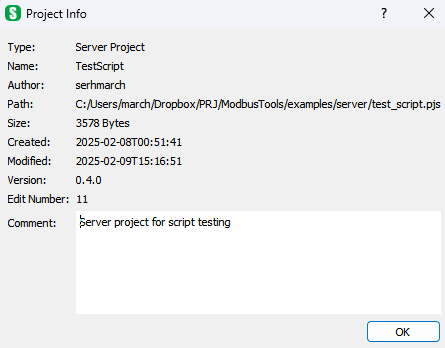 Project Info
?
Type: Server Project
Name: TestScript
Author: serhmarch
Path: C:/Users/march/Dropbox/PRJ/ModbusTools/examples/server/test_script.pjs
Size: 3578 Bytes
Created: 2025-02-08T00:51:41
Modified: 2025-02-09T15:16:51
Version: 0.4.0
Edit Number: 11
Comment: Server project for script testing
OK